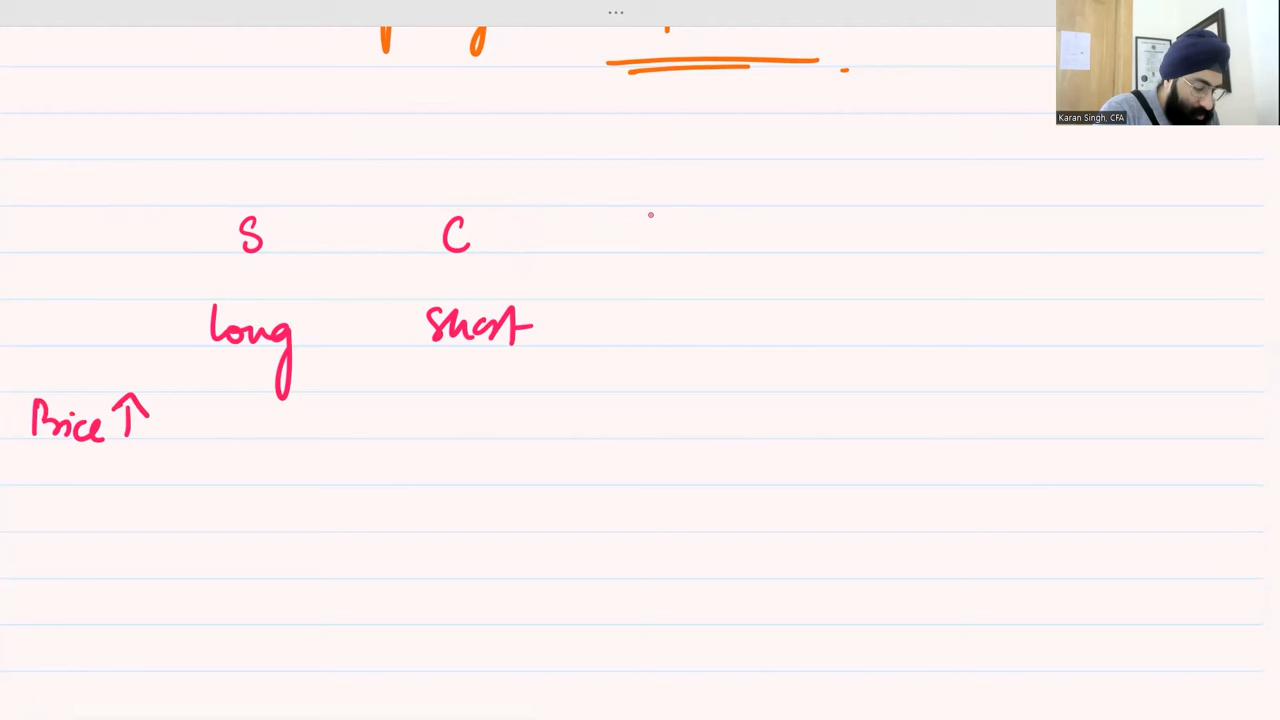 Karan Singh, CFA
S C
long short
Price ↑